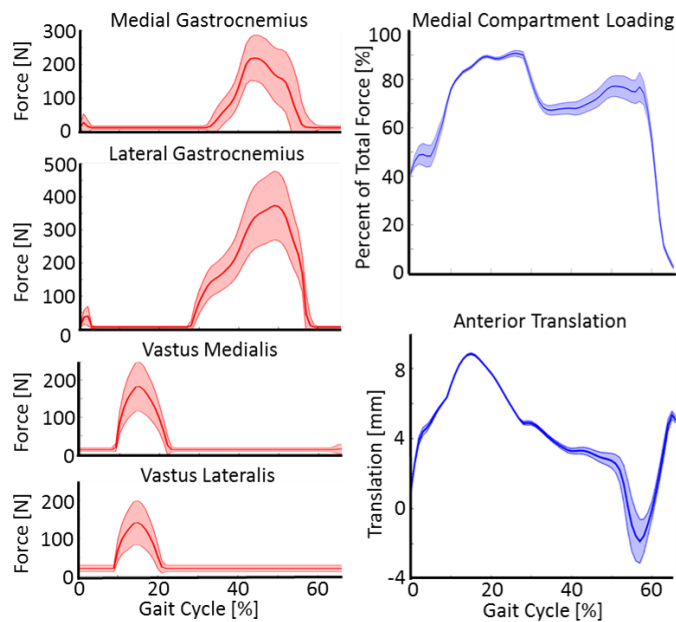 Medial Gastrocnemius
Force [N]
300
200
100
0
Lateral Gastrocnemius
Force [N]
500
400
300
200
100
0
Vastus Medialis
Force [N]
200
100
0
Vastus Lateralis
Force [N]
200
100
0
0 20 40 60
Gait Cycle [%]
Medial Compartment Loading
Percent of Total Force [%]
100
80
60
40
20
0
Anterior Translation
Translation [mm]
8
4
0
-4
0 20 40 60
Gait Cycle [%]